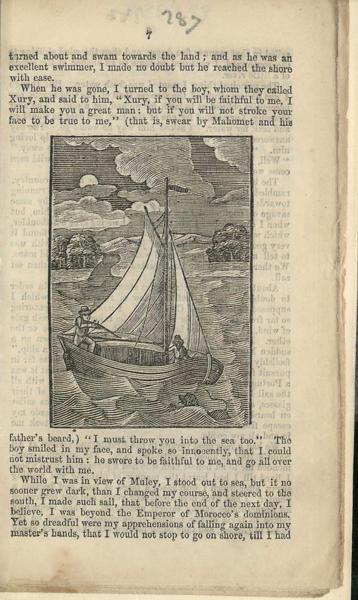 287
7
turned about and swam towards the land; and as he was an
excellent swimmer, I made no doubt but he reached the shore
with ease.
When he was gone, I turned to the boy, whom they called
Xury, and said to him, "Xury, if you will be faithful to me, I
will make you a great man: but if you will not stroke your
face to be true to me," (that is, swear by Mahomet and his
father's beard,) "I must throw you into the sea too." The
boy smiled in my face, and spoke so innocently, that I could
not mistrust him: he swore to be faithful to me, and go all over
the world with me.
While I was in view of Muley, I stood out to sea, but it no
sooner grew dark, than I changed my course, and steered to the
south, I made such sail, that before the end of the next day, I
believe, I was beyond the Emperor of Morocco's dominions.
Yet so dreadful were my apprehensions of falling again into my
master's hands, that I would not stop to go on shore, till I had